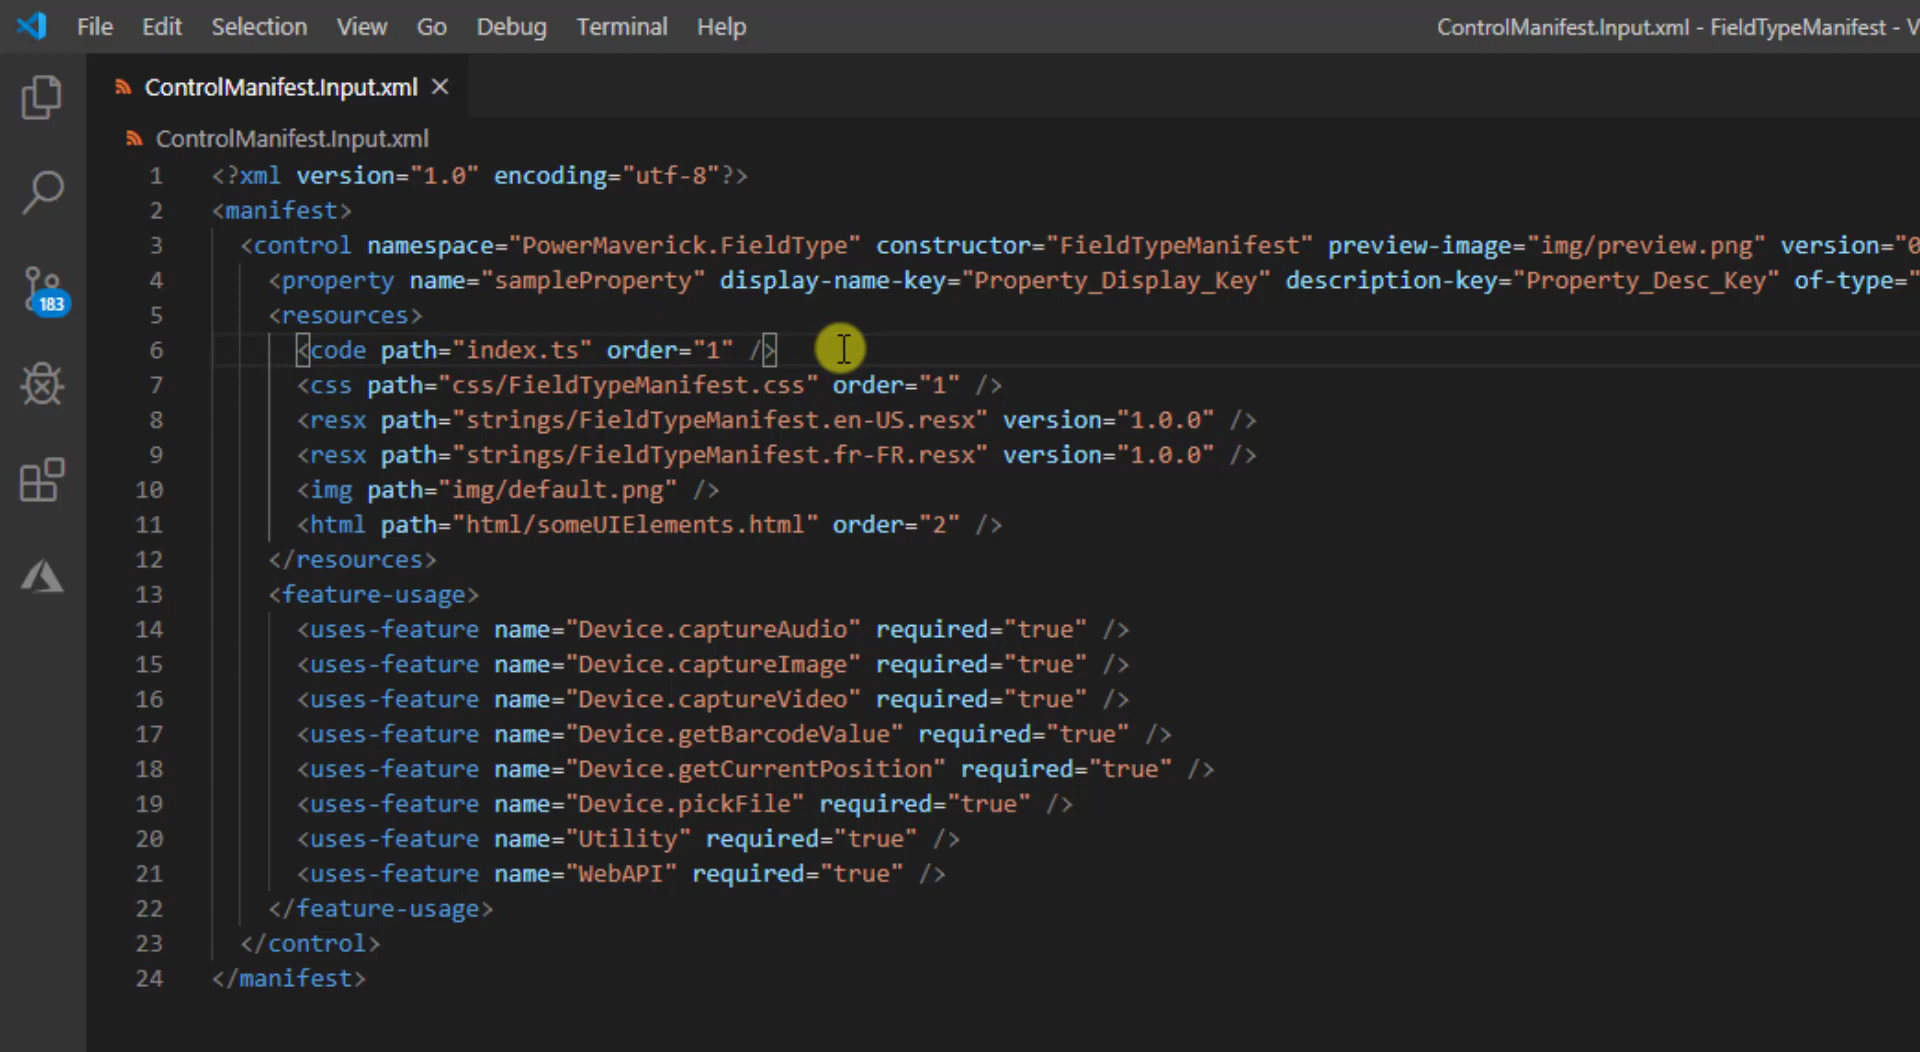 File Edit Selection View Go Debug Terminal Help ControlManifest.Input.xml - FieldTypeManifest - V
ControlManifest.Input.xml ×
ControlManifest.Input.xml
183
1 <?xml version="1.0" encoding="utf-8"?>
2 <manifest>
3 <control namespace="PowerMaverick.FieldType" constructor="FieldTypeManifest" preview-image="img/preview.png" version="0
4 <property name="sampleProperty" display-name-key="Property_Display_Key" description-key="Property_Desc_Key" of-type="
5 <resources>
6 <code path="index.ts" order="1" />
7 <css path="css/FieldTypeManifest.css" order="1" />
8 <resx path="strings/FieldTypeManifest.en-US.resx" version="1.0.0" />
9 <resx path="strings/FieldTypeManifest.fr-FR.resx" version="1.0.0" />
10 <img path="img/default.png" />
11 <html path="html/someUIElements.html" order="2" />
12 </resources>
13 <feature-usage>
14 <uses-feature name="Device.captureAudio" required="true" />
15 <uses-feature name="Device.captureImage" required="true" />
16 <uses-feature name="Device.captureVideo" required="true" />
17 <uses-feature name="Device.getBarcodeValue" required="true" />
18 <uses-feature name="Device.getCurrentPosition" required="true" />
19 <uses-feature name="Device.pickFile" required="true" />
20 <uses-feature name="Utility" required="true" />
21 <uses-feature name="WebAPI" required="true" />
22 </feature-usage>
23 </control>
24 </manifest>